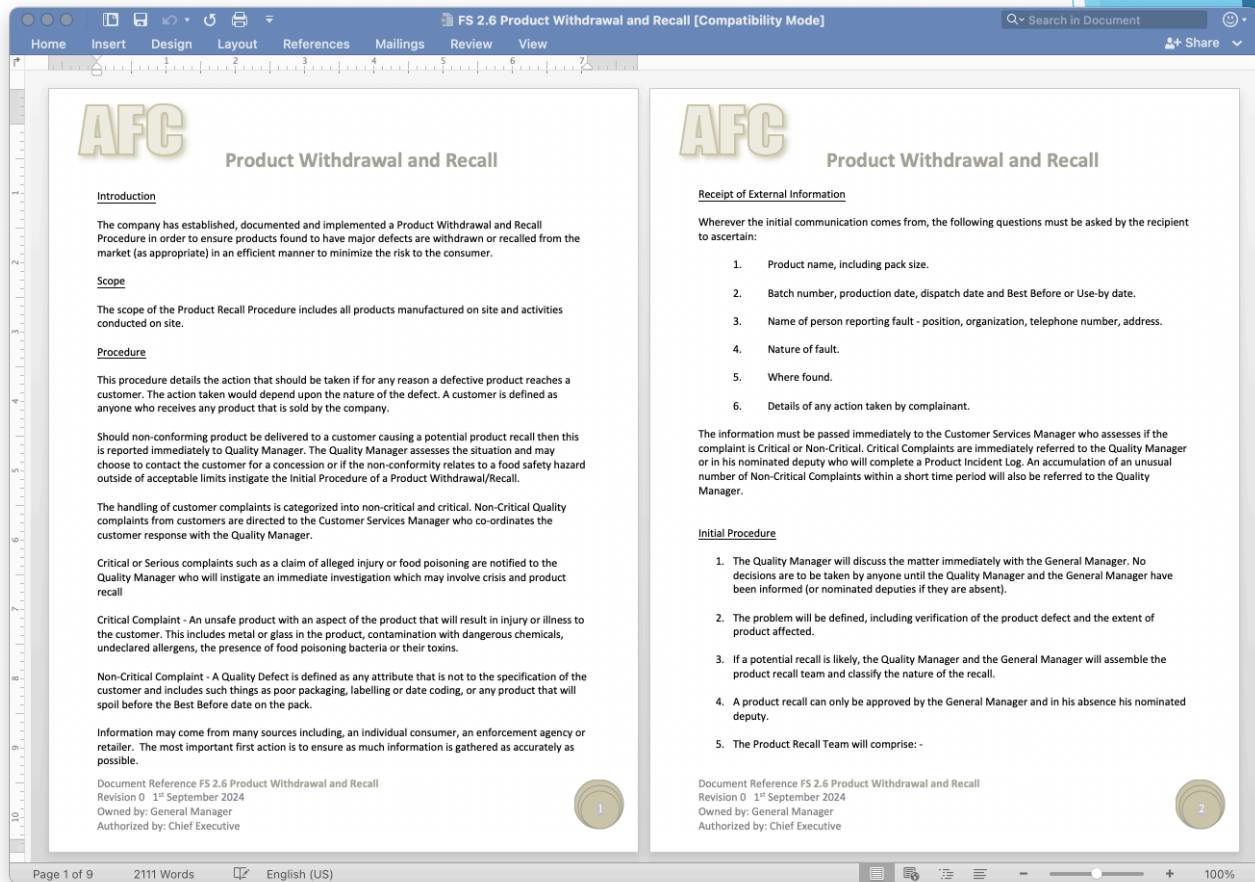 FS 2.6 Product Withdrawal and Recall [Compatibility Mode]
Search in Document
Home Insert Design Layout References Mailings Review View
Share
1 2 3 4 5 6 7
AFC
Product Withdrawal and Recall
Introduction
The company has established, documented and implemented a Product Withdrawal and Recall
Procedure in order to ensure products found to have major defects are withdrawn or recalled from the
market (as appropriate) in an efficient manner to minimize the risk to the consumer.
Scope
The scope of the Product Recall Procedure includes all products manufactured on site and activities
conducted on site.
Procedure
This procedure details the action that should be taken if for any reason a defective product reaches a
customer. The action taken would depend upon the nature of the defect. A customer is defined as
anyone who receives any product that is sold by the company.
Should non-conforming product be delivered to a customer causing a potential product recall then this
is reported immediately to Quality Manager. The Quality Manager assesses the situation and may
choose to contact the customer for a concession or if the non-conformity relates to a food safety hazard
outside of acceptable limits instigate the Initial Procedure of a Product Withdrawal/Recall.
The handling of customer complaints is categorized into non-critical and critical. Non-Critical Quality
complaints from customers are directed to the Customer Services Manager who co-ordinates the
customer response with the Quality Manager.
Critical or Serious complaints such as a claim of alleged injury or food poisoning are notified to the
Quality Manager who will instigate an immediate investigation which may involve crisis and product
recall
Critical Complaint - An unsafe product with an aspect of the product that will result in injury or illness to
the customer. This includes metal or glass in the product, contamination with dangerous chemicals,
undeclared allergens, the presence of food poisoning bacteria or their toxins.
Non-Critical Complaint - A Quality Defect is defined as any attribute that is not to the specification of the
customer and includes such things as poor packaging, labelling or date coding, or any product that will
spoil before the Best Before date on the pack.
Information may come from many sources including, an individual consumer, an enforcement agency or
retailer. The most important first action is to ensure as much information is gathered as accurately as
possible.
Document Reference FS 2.6 Product Withdrawal and Recall
Revision 0 1st September 2024
Owned by: General Manager
Authorized by: Chief Executive
1
AFC
Product Withdrawal and Recall
Receipt of External Information
Wherever the initial communication comes from, the following questions must be asked by the recipient
to ascertain:
1. Product name, including pack size.
2. Batch number, production date, dispatch date and Best Before or Use-by date.
3. Name of person reporting fault - position, organization, telephone number, address.
4. Nature of fault.
5. Where found.
6. Details of any action taken by complainant.
The information must be passed immediately to the Customer Services Manager who assesses if the
complaint is Critical or Non-Critical. Critical Complaints are immediately referred to the Quality Manager
or in his nominated deputy who will complete a Product Incident Log. An accumulation of an unusual
number of Non-Critical Complaints within a short time period will also be referred to the Quality
Manager.
Initial Procedure
1. The Quality Manager will discuss the matter immediately with the General Manager. No
decisions are to be taken by anyone until the Quality Manager and the General Manager have
been informed (or nominated deputies if they are absent).
2. The problem will be defined, including verification of the product defect and the extent of
product affected.
3. If a potential recall is likely, the Quality Manager and the General Manager will assemble the
product recall team and classify the nature of the recall.
4. A product recall can only be approved by the General Manager and in his absence his nominated
deputy.
5. The Product Recall Team will comprise: -
Document Reference FS 2.6 Product Withdrawal and Recall
Revision 0 1st September 2024
Owned by: General Manager
Authorized by: Chief Executive
2
Page 1 of 9 2111 Words English (US) 100%